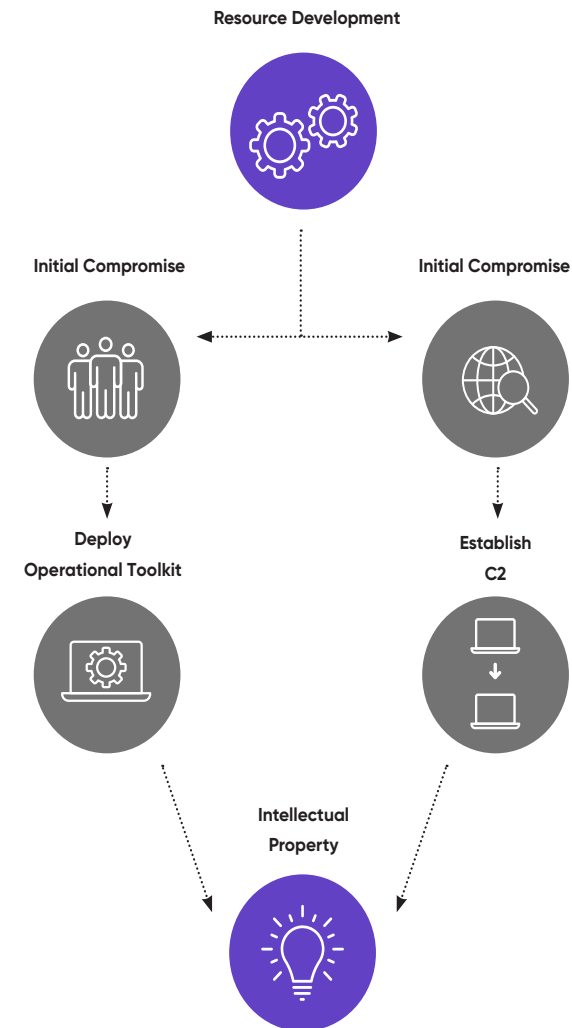 Resource Development
Initial Compromise
Initial Compromise
Deploy
Operational Toolkit
Establish
C2
Intellectual
Property